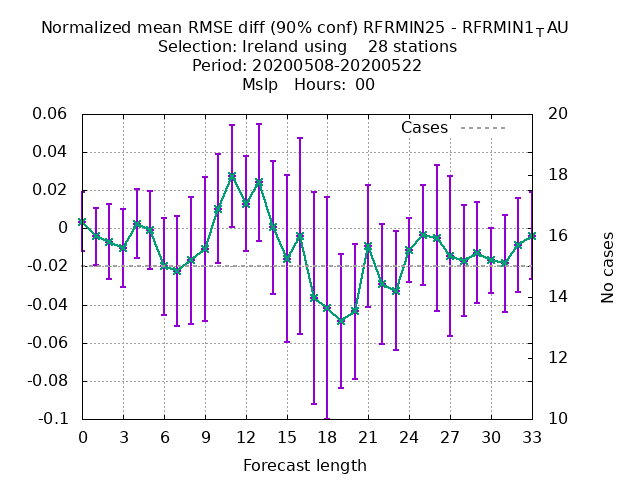 Normalized mean RMSE diff (90% conf) RFRMIN25 - RFRMIN1_TAU
Selection: Ireland using    28 stations
Period: 20200508-20200522
Mslp   Hours: 00
Cases
0.06
0.04
0.02
0
-0.02
-0.04
-0.06
-0.08
-0.1
20
18
16
14
12
10
No cases
0 3 6 9 12 15 18 21 24 27 30 33
Forecast length